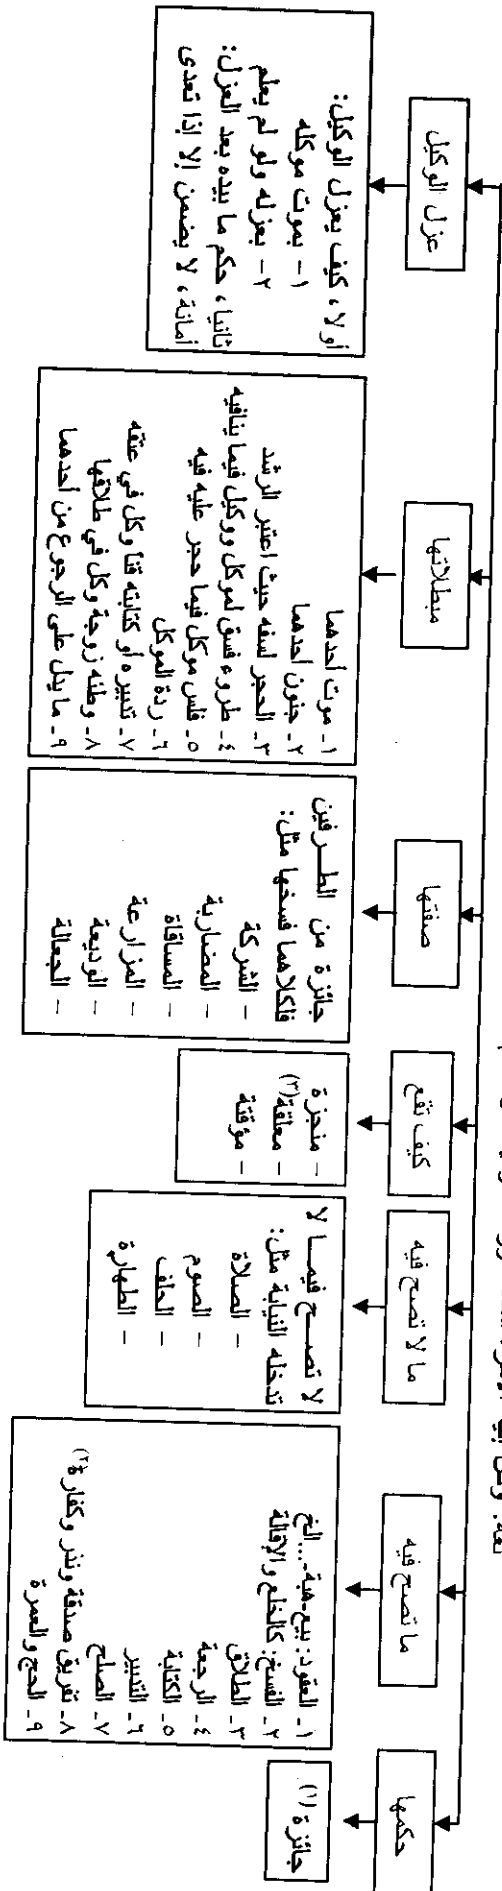 حكمها
جائزة (١)
ما تصح فيه
١- العقود: بيع-هبة-...الخ
٢- الفسخ: كالخلع والإقالة
٣- الطلاق
٤- الرجعة
٥- الكتابة
٦- التدبير
٧- الصلح
٨- تفريق صدقة ونذر وكفارة(٢)
٩- الحج والعمرة
ما لا تصح فيه
لا تصح فيما لا
تدخله النيابة مثل:
- الصلاة
- الصوم
- الحلف
- الطهارة
كيف تقع
- منجزة
- معلقة(٣)
- مؤقتة
صفتها
جائزة من الطرفين
فلكلاهما فسخها مثل:
- الشركة
- المضاربة
- المساقاة
- المزارعة
- الوديعة
- الجعالة
مبطلاتها
١- موت أحدهما
٢- جنون أحدهما
٣- الحجر لسفه حيث اعتبر الرشد
٤- طروء فسق لموكل ووكيل فيما ينافيه
٥- فلس موكل فيما حجر عليه فيه
٦- ردة الموكل
٧- تدبيره أو كتابته قناً وكل في عتقه
٨- وطئه زوجة وكل في طلاقها
٩- ما يدل على الرجوع من أحدهما
عزل الوكيل
أولا، كيف يعزل الوكيل:
١- بموت موكله
٢- بعزله ولو لم يعلم
ثانيا، حكم ما بيده بعد العزل:
أمانة، لا يضمن إلا إذا تعدى